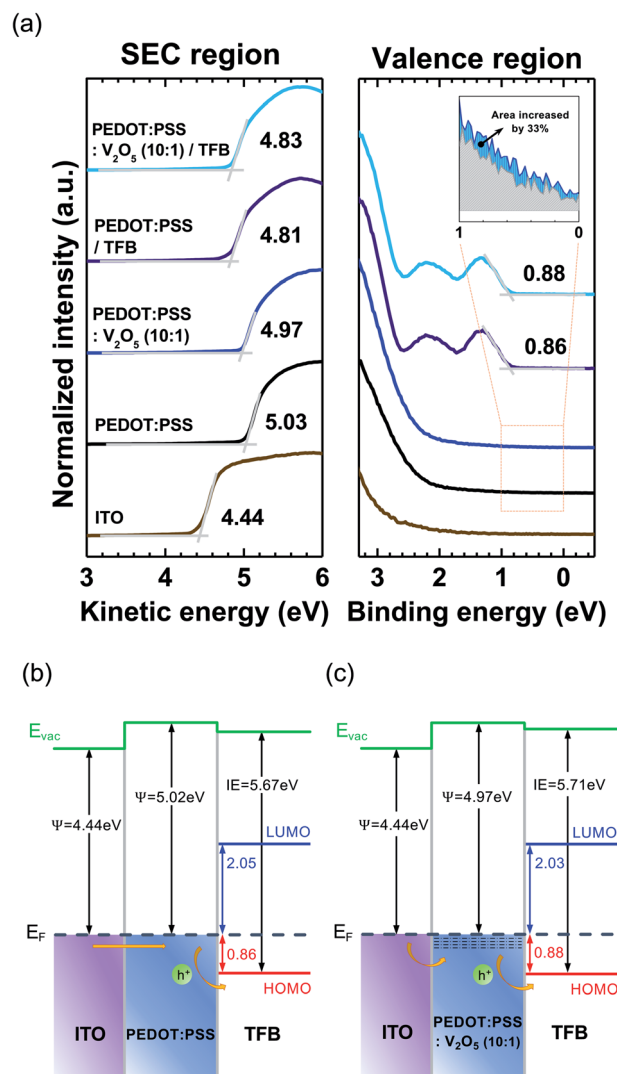 (a)
SEC region
Valence region
Normalized intensity (a.u.)
PEDOT:PSS
: V₂O₅ (10:1) / TFB
4.83
PEDOT:PSS
/ TFB
4.81
PEDOT:PSS
: V₂O₅ (10:1)
4.97
PEDOT:PSS
5.03
ITO
4.44
3 4 5 6
Kinetic energy (eV)
Area increased
by 33%
1 0
0.88
0.86
3 2 1 0
Binding energy (eV)
(b)
Evac
Ψ=4.44eV
Ψ=5.02eV
IE=5.67eV
LUMO
2.05
EF
0.86
h⁺
HOMO
ITO
PEDOT:PSS
TFB
(c)
Evac
Ψ=4.44eV
Ψ=4.97eV
IE=5.71eV
LUMO
2.03
EF
0.88
h⁺
HOMO
ITO
PEDOT:PSS
: V₂O₅ (10:1)
TFB